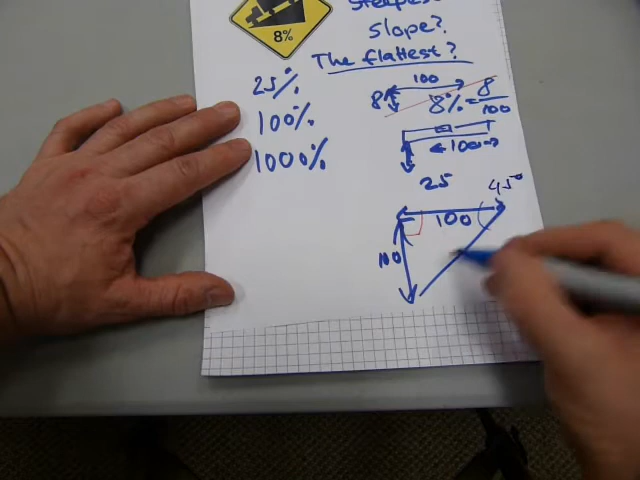 steepest
slope?
The flattest?
8%
25%
100%
1000%
100
8 8% = 8/100
100
25 45°
100
100